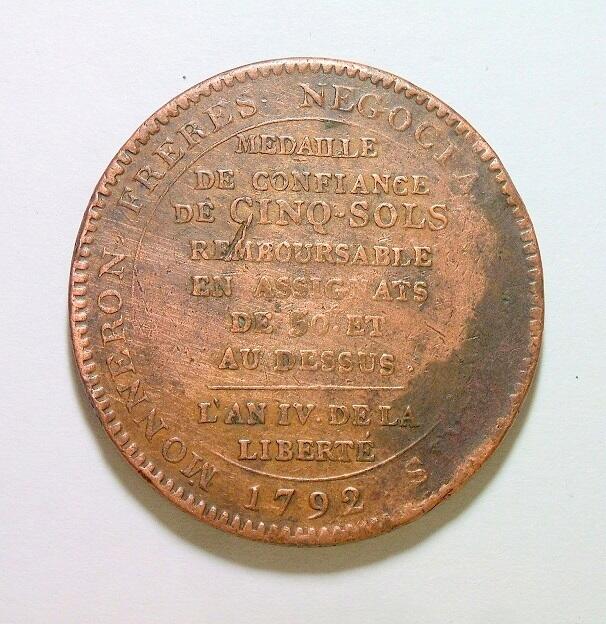 MONNERON FRERES NEGOCIA S
MEDAILLE
DE CONFIANCE
DE CINQ-SOLS
REMBOURSABLE
EN ASSIGNATS
DE 50 ET
AU DESSUS.
L'AN IV. DE LA
LIBERTÉ
1792